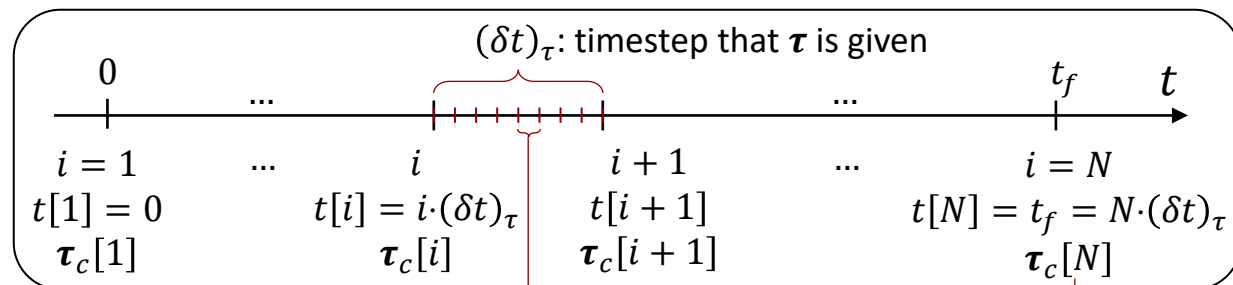 (δt)_τ: timestep that τ is given
0 ... ... t_f t
i = 1 ... i i + 1 ... i = N
t[1] = 0 t[i] = i·(δt)_τ t[i + 1] t[N] = t_f = N·(δt)_τ
τ_c[1] τ_c[i] τ_c[i + 1] τ_c[N]